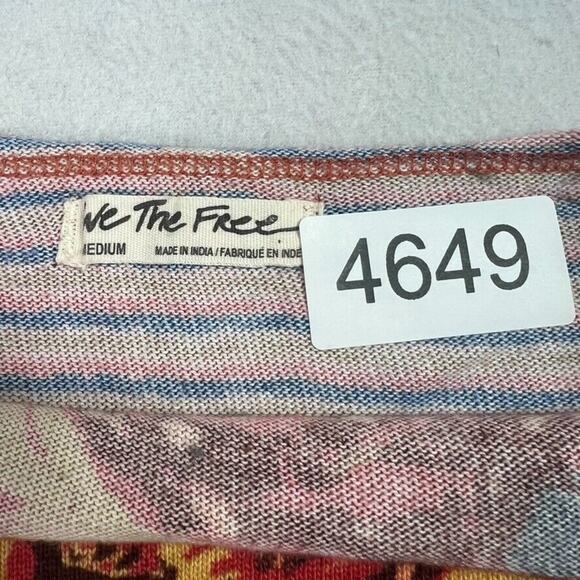 We The Free
MEDIUM MADE IN INDIA / FABRIQUÉ EN INDE
4649